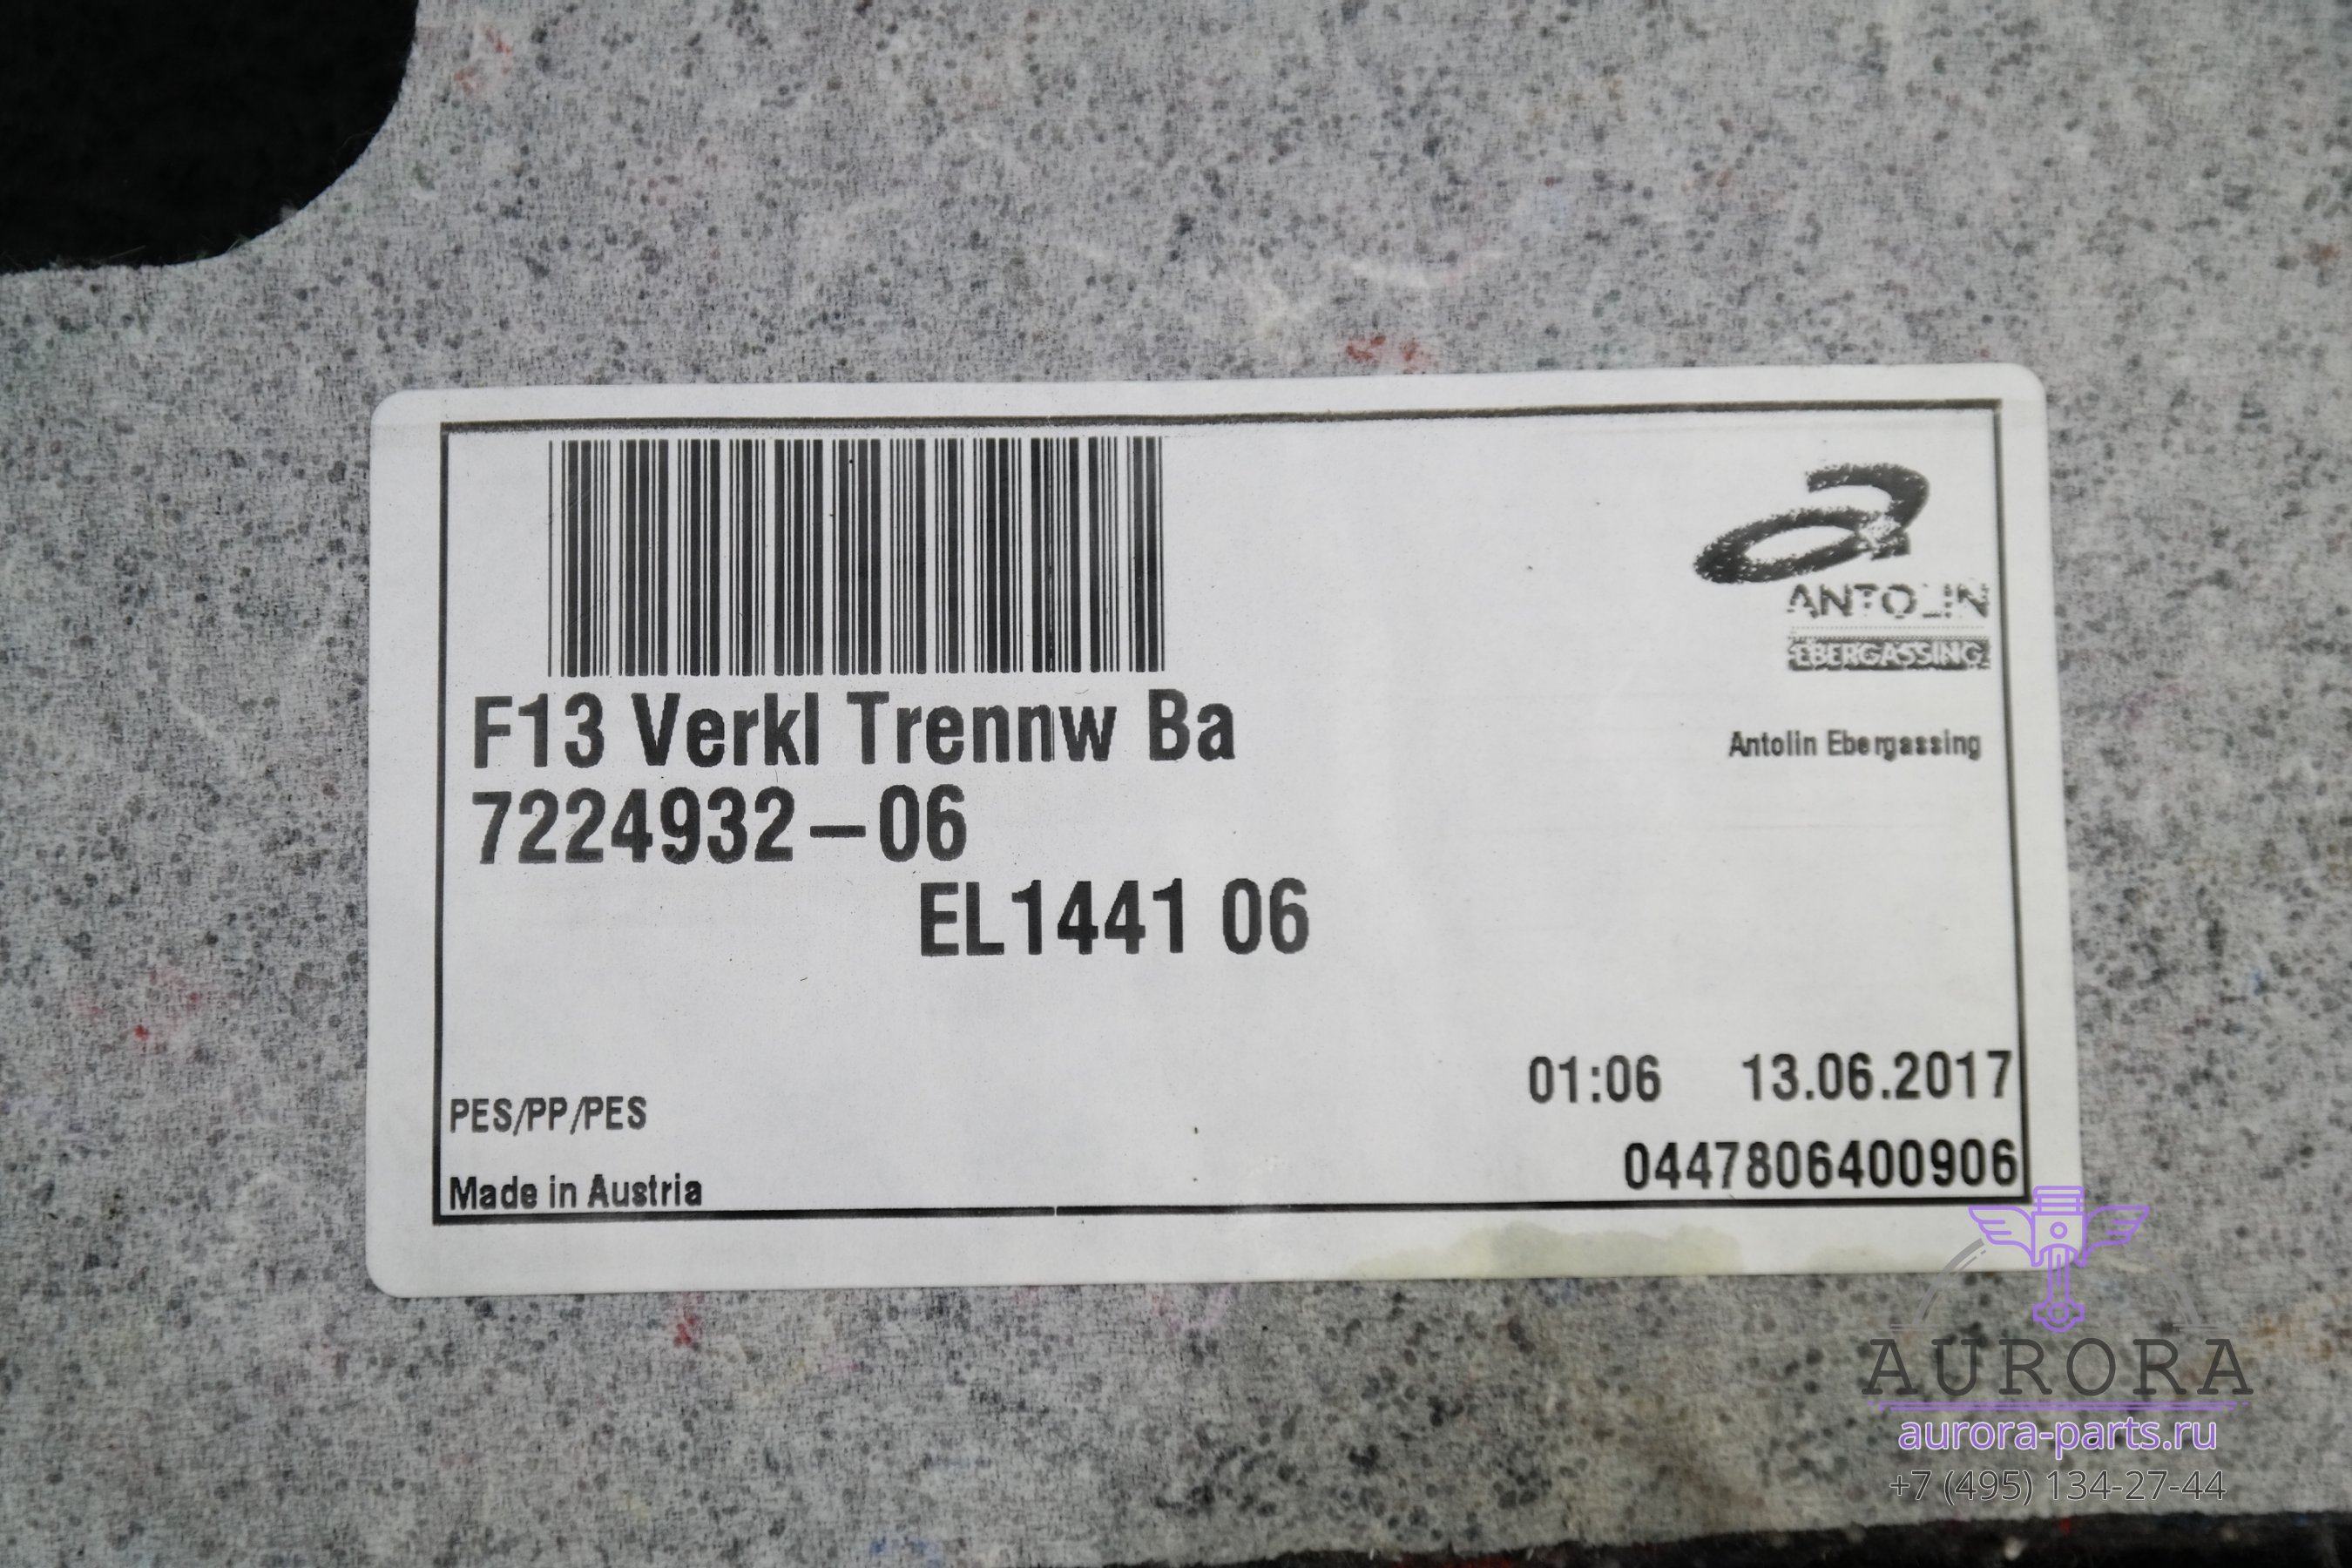 ANTOLIN
EBERGASSING
F13 Verkl Trennw Ba
Antolin Ebergassing
7224932-06
EL1441 06
01:06 13.06.2017
PES/PP/PES
0447806400906
Made in Austria
AURORA
aurora-parts.ru
+7 (495) 134-27-44